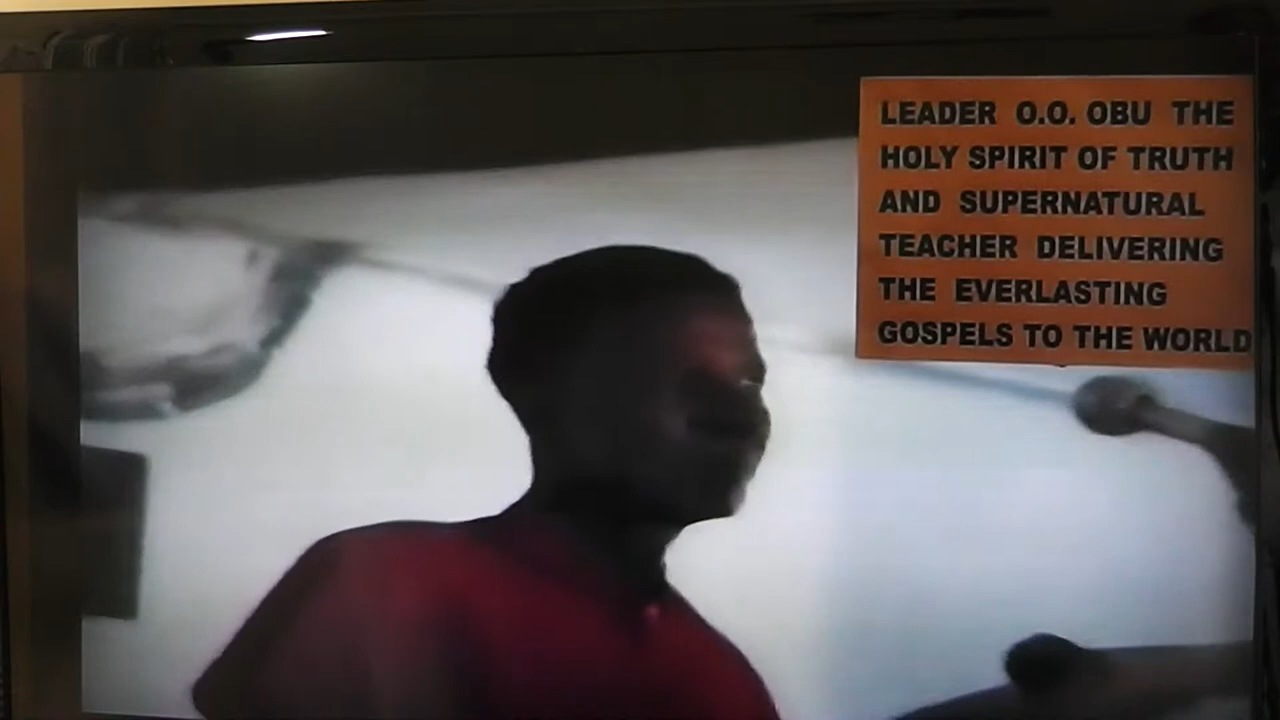 LEADER O.O. OBU THE
HOLY SPIRIT OF TRUTH
AND SUPERNATURAL
TEACHER DELIVERING
THE EVERLASTING
GOSPELS TO THE WORLD